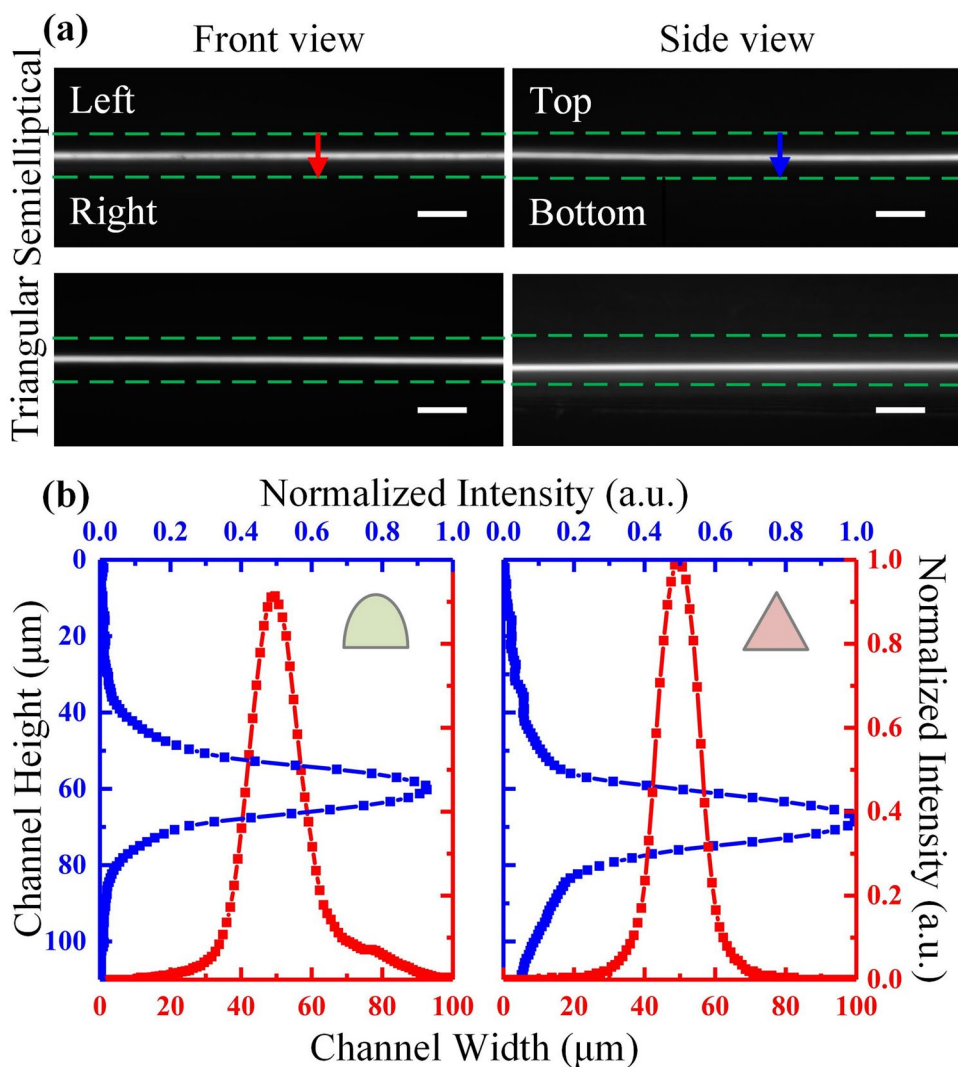 (a)
Front view
Side view
Semielliptical
Left
Right
Top
Bottom
Triangular
(b)
Normalized Intensity (a.u.)
0.0 0.2 0.4 0.6 0.8 1.0
0.0 0.2 0.4 0.6 0.8 1.0
Channel Height (μm)
0
20
40
60
80
100
1.0
0.8
0.6
0.4
0.2
0.0
Normalized Intensity (a.u.)
0 20 40 60 80 100
0 20 40 60 80 100
Channel Width (μm)